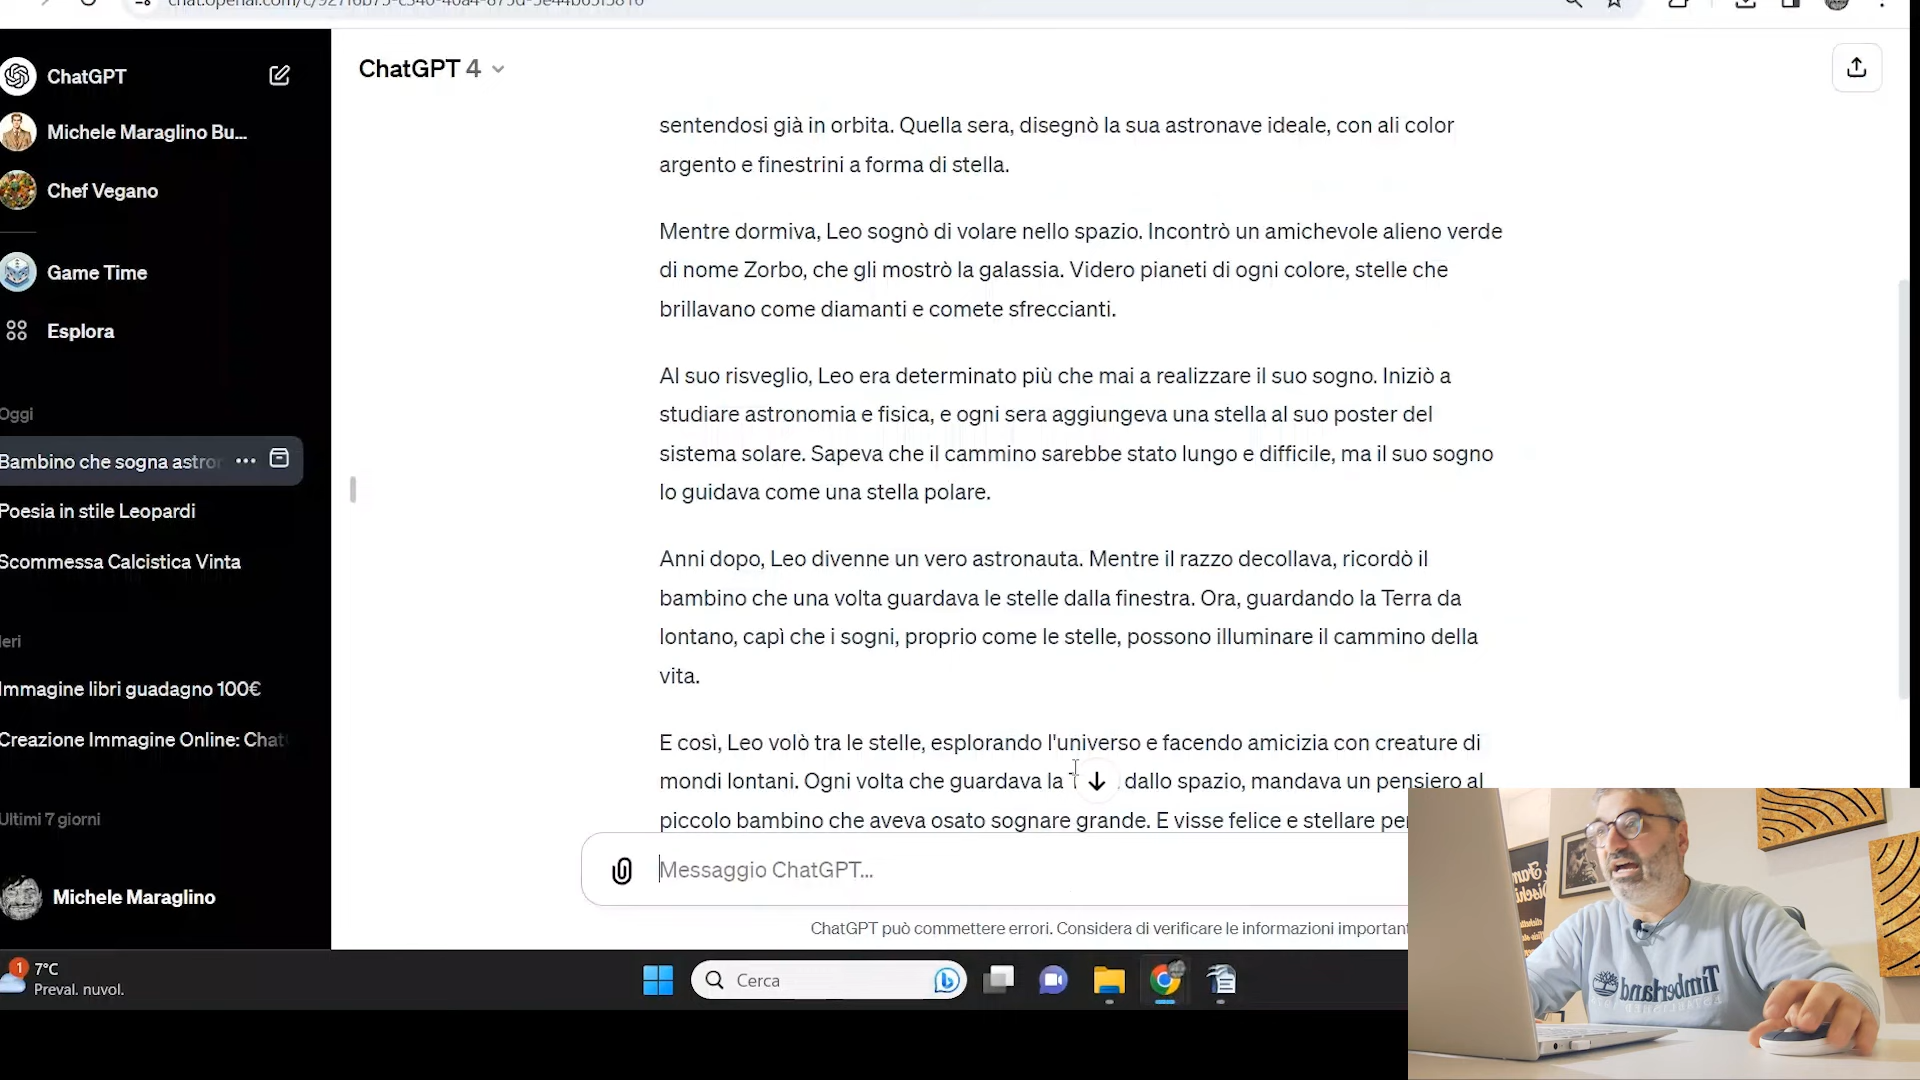 ChatGPT
Michele Maraglino Bu...
Chef Vegano
Game Time
Esplora
Oggi
Bambino che sogna astro
Poesia in stile Leopardi
Scommessa Calcistica Vinta
Ieri
Immagine libri guadagno 100€
Creazione Immagine Online: Chat
Ultimi 7 giorni
Michele Maraglino
ChatGPT 4
sentendosi già in orbita. Quella sera, disegnò la sua astronave ideale, con ali color
argento e finestrini a forma di stella.
Mentre dormiva, Leo sognò di volare nello spazio. Incontrò un amichevole alieno verde
di nome Zorbo, che gli mostrò la galassia. Videro pianeti di ogni colore, stelle che
brillavano come diamanti e comete sfreccianti.
Al suo risveglio, Leo era determinato più che mai a realizzare il suo sogno. Iniziò a
studiare astronomia e fisica, e ogni sera aggiungeva una stella al suo poster del
sistema solare. Sapeva che il cammino sarebbe stato lungo e difficile, ma il suo sogno
lo guidava come una stella polare.
Anni dopo, Leo divenne un vero astronauta. Mentre il razzo decollava, ricordò il
bambino che una volta guardava le stelle dalla finestra. Ora, guardando la Terra da
lontano, capì che i sogni, proprio come le stelle, possono illuminare il cammino della
vita.
E così, Leo volò tra le stelle, esplorando l'universo e facendo amicizia con creature di
mondi lontani. Ogni volta che guardava la dallo spazio, mandava un pensiero al
piccolo bambino che aveva osato sognare grande. E visse felice e stellare per
Messaggio ChatGPT...
ChatGPT può commettere errori. Considera di verificare le informazioni important
1
7°C
Preval. nuvol.
Cerca
Timberland